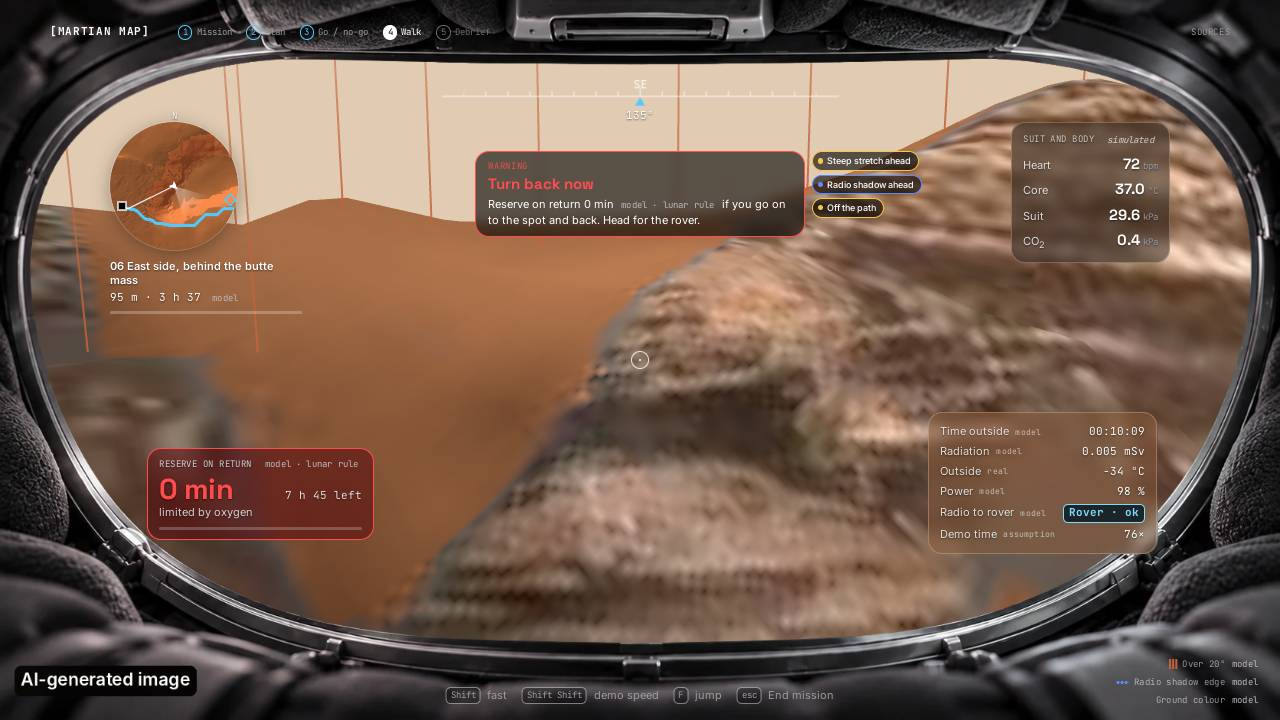 [MARTIAN MAP] 1 Mission 2 Plan 3 Go / no-go 4 Walk 5 Debrief SOURCES
SE
135°
N
WARNING
Turn back now
Reserve on return 0 min model · lunar rule if you go on
to the spot and back. Head for the rover.
Steep stretch ahead
Radio shadow ahead
Off the path
SUIT AND BODY simulated
Heart 72 bpm
Core 37.0 °C
Suit 29.6 kPa
CO2 0.4 kPa
06 East side, behind the butte
mass
95 m · 3 h 37 model
RESERVE ON RETURN model · lunar rule
0 min 7 h 45 left
limited by oxygen
Time outside model 00:10:09
Radiation model 0.005 mSv
Outside real -34 °C
Power model 98 %
Radio to rover model Rover · ok
Demo time assumption 76×
AI-generated image
Shift fast Shift Shift demo speed F jump esc End mission
Over 20° model
Radio shadow edge model
Ground colour model